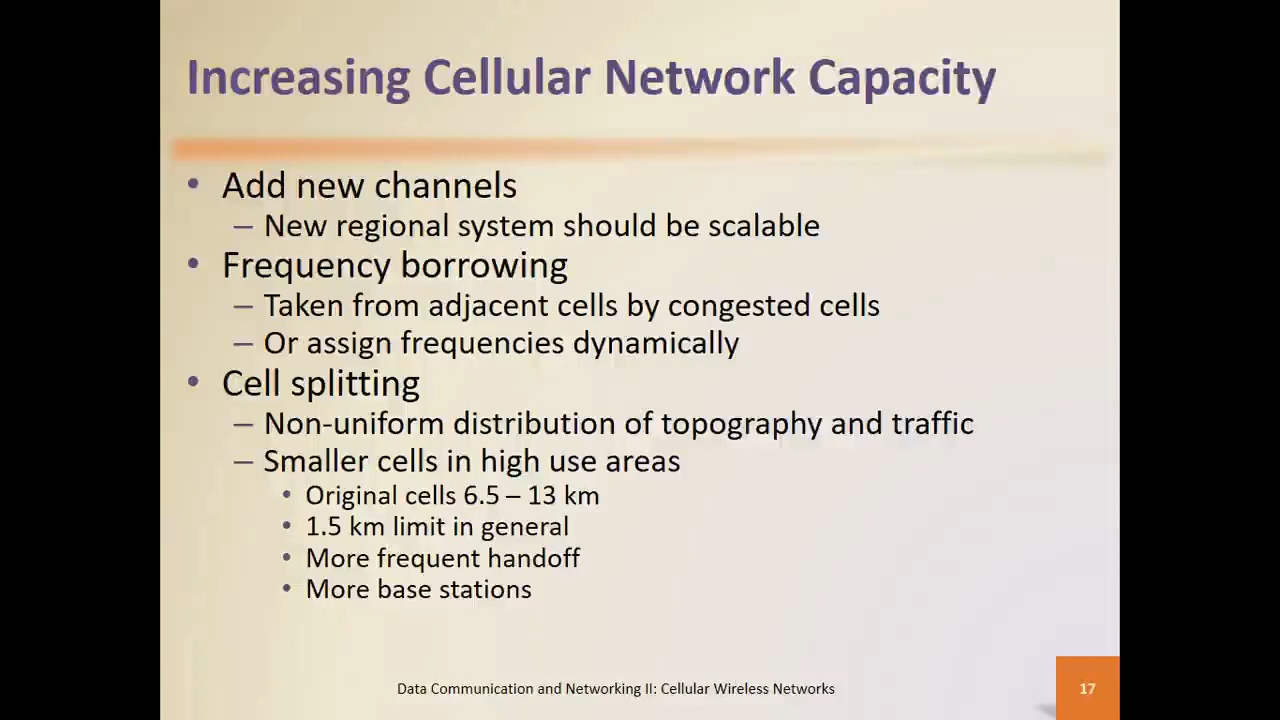 Increasing Cellular Network Capacity
• Add new channels
– New regional system should be scalable
• Frequency borrowing
– Taken from adjacent cells by congested cells
– Or assign frequencies dynamically
• Cell splitting
– Non-uniform distribution of topography and traffic
– Smaller cells in high use areas
• Original cells 6.5 – 13 km
• 1.5 km limit in general
• More frequent handoff
• More base stations
Data Communication and Networking II: Cellular Wireless Networks
17